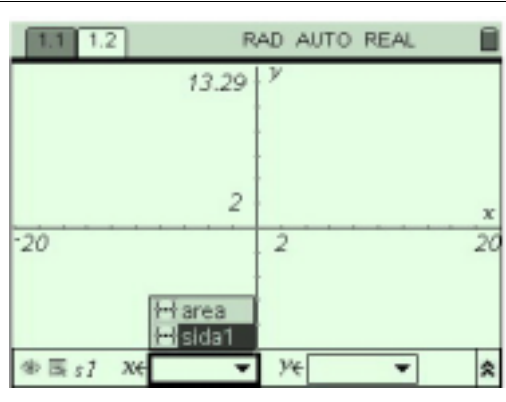 1.1 1.2 RAD AUTO REAL
13.29 y
2
x
-20 2 20
area
sida1
s1 x∈ y∈